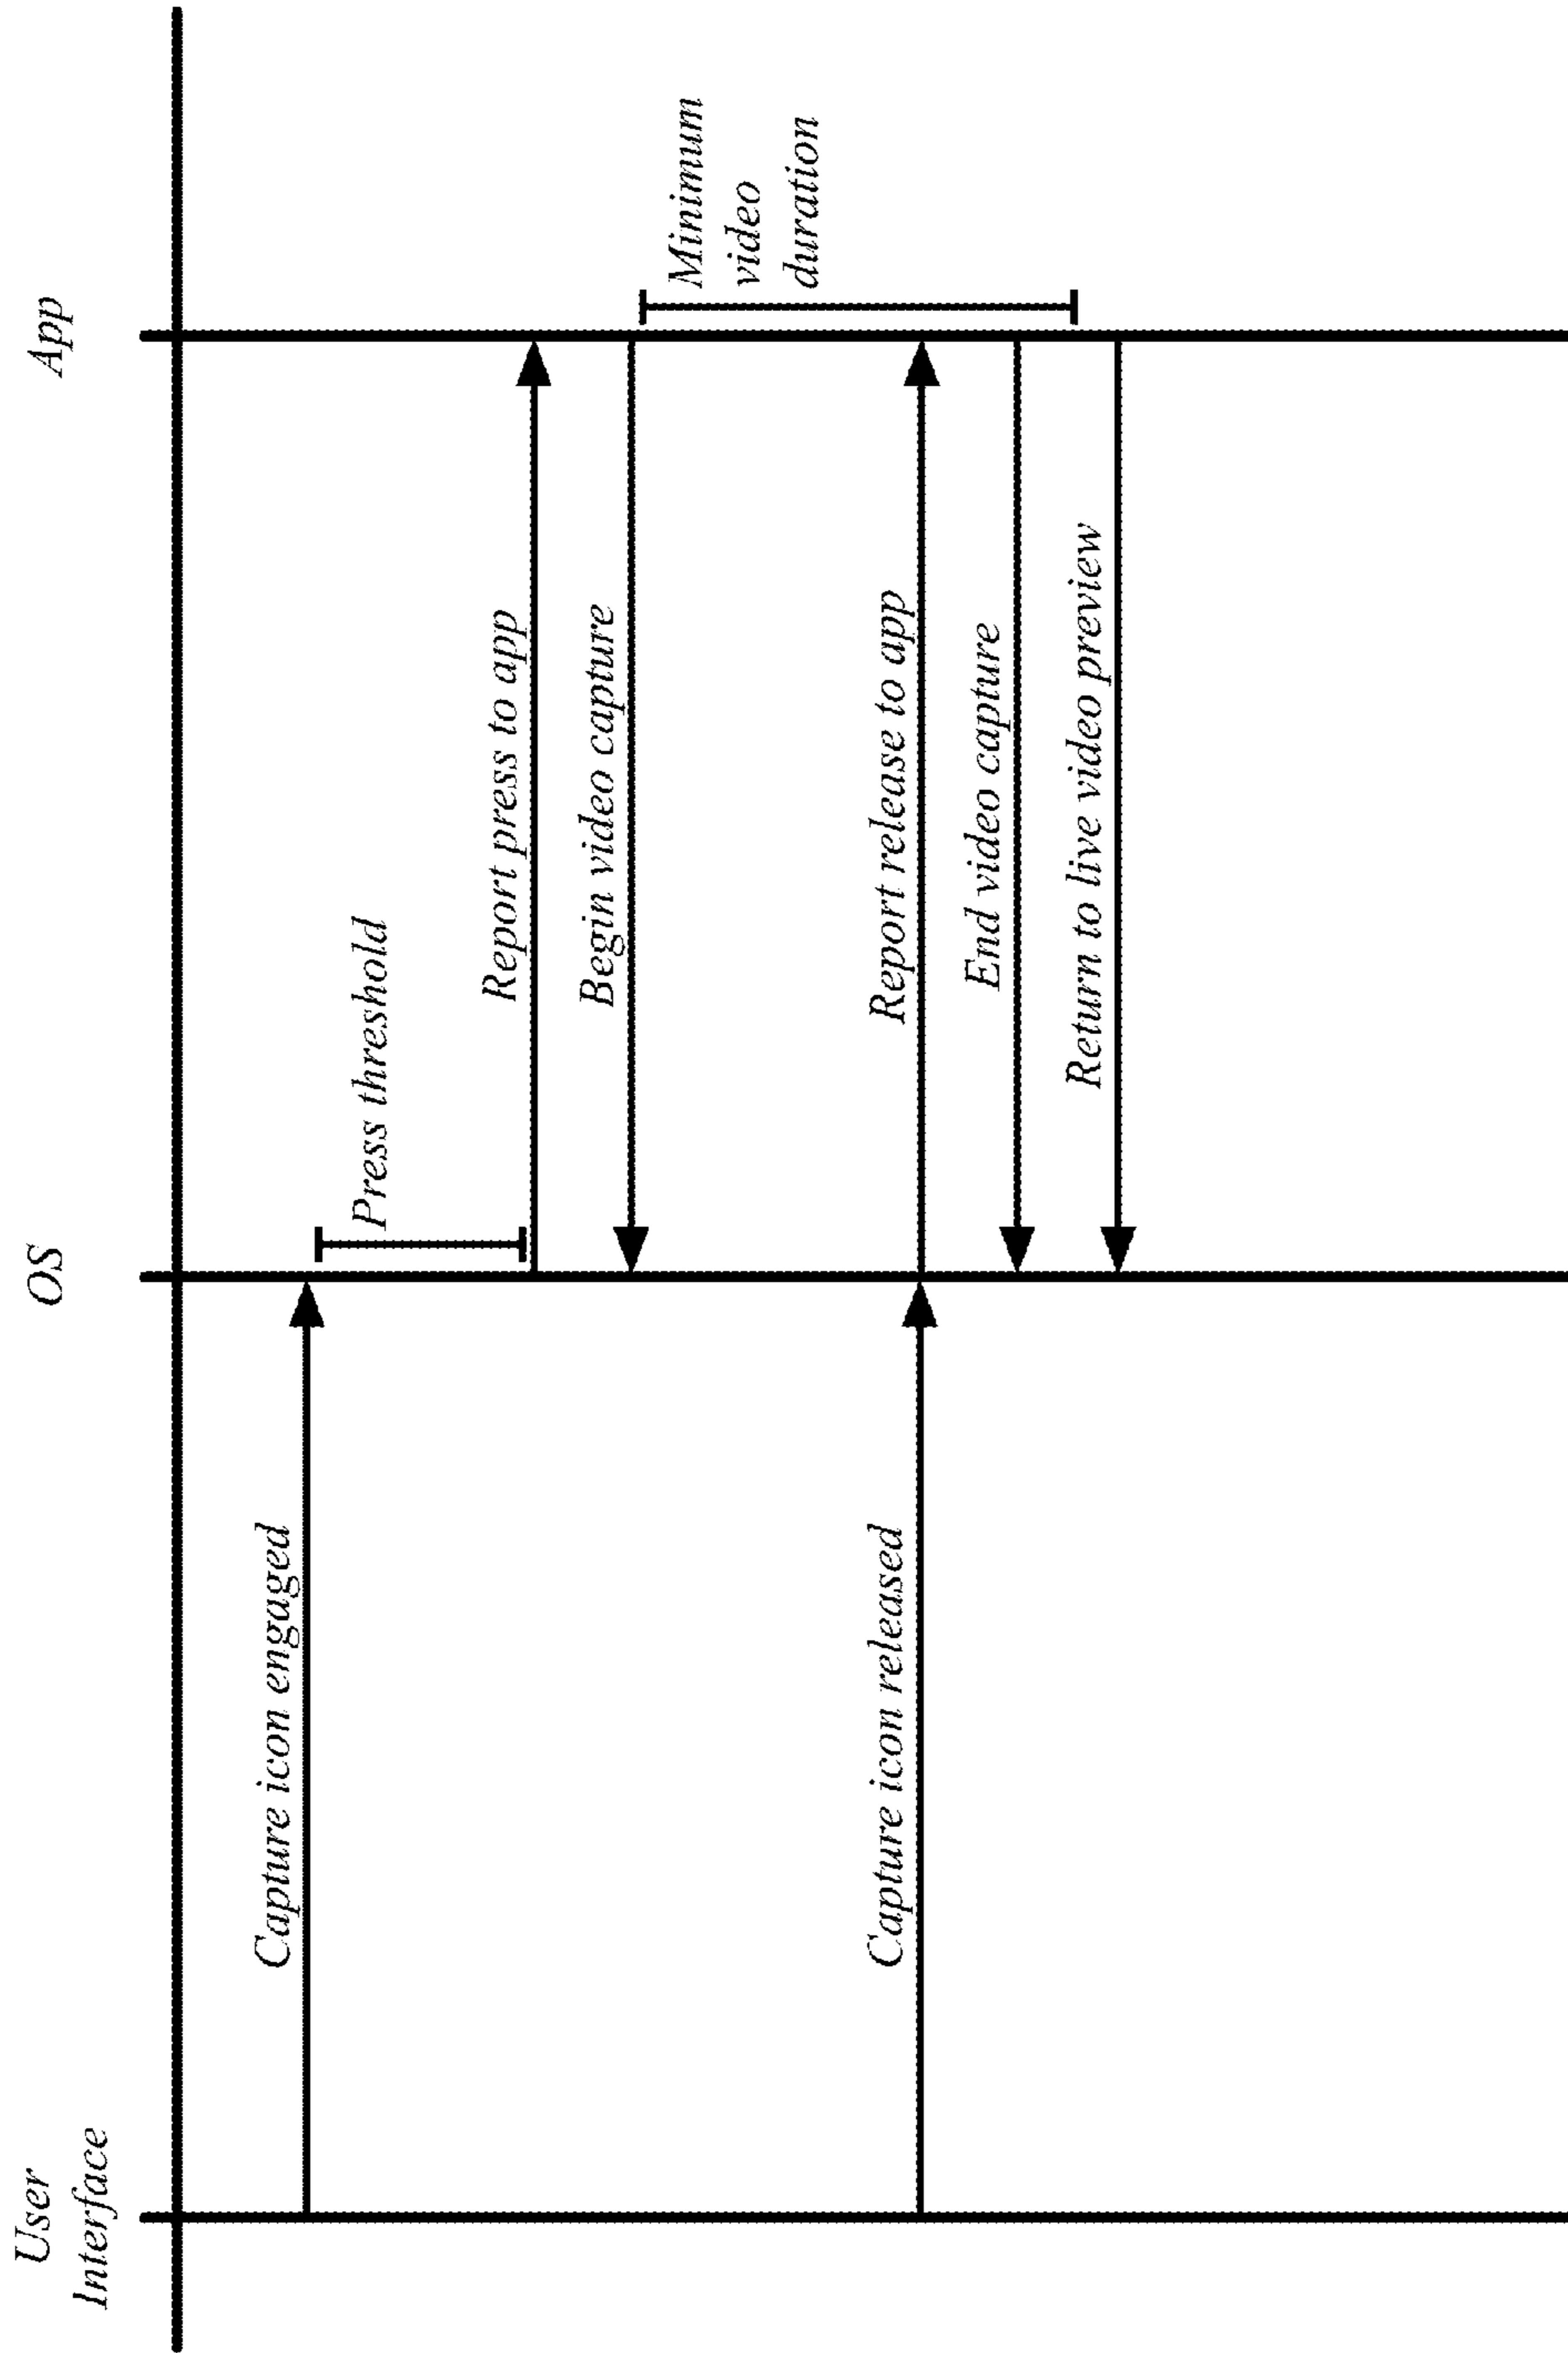 User
Interface
OS
App
Capture icon engaged
Press threshold
Report press to app
Begin video capture
Minimum
video
duration
Capture icon released
Report release to app
End video capture
Return to live video preview